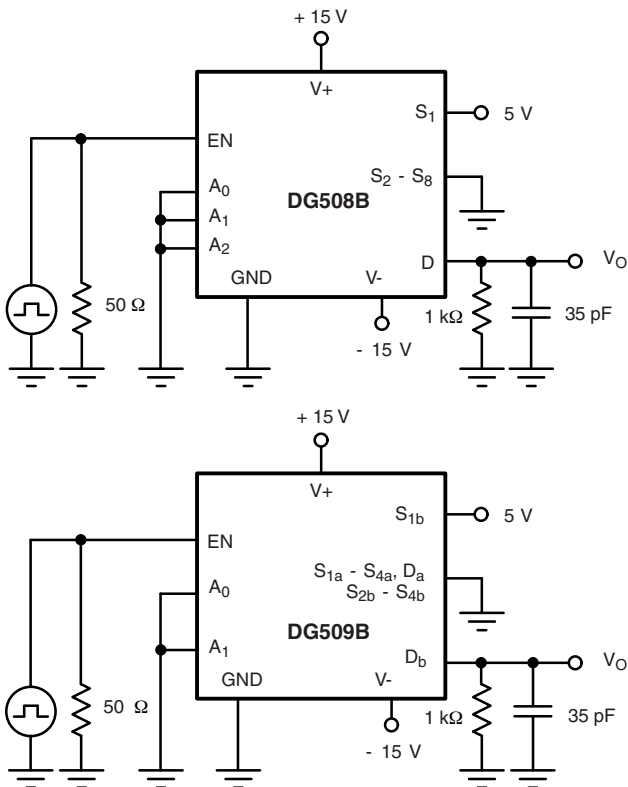 + 15 V
V+
S1
5 V
EN
A0
S2 - S8
A1
DG508B
A2
D
VO
GND
V-
50 Ω
1 kΩ
35 pF
- 15 V
+ 15 V
V+
S1b
5 V
EN
S1a - S4a, Da
A0
S2b - S4b
DG509B
A1
Db
VO
GND
V-
50 Ω
1 kΩ
35 pF
- 15 V